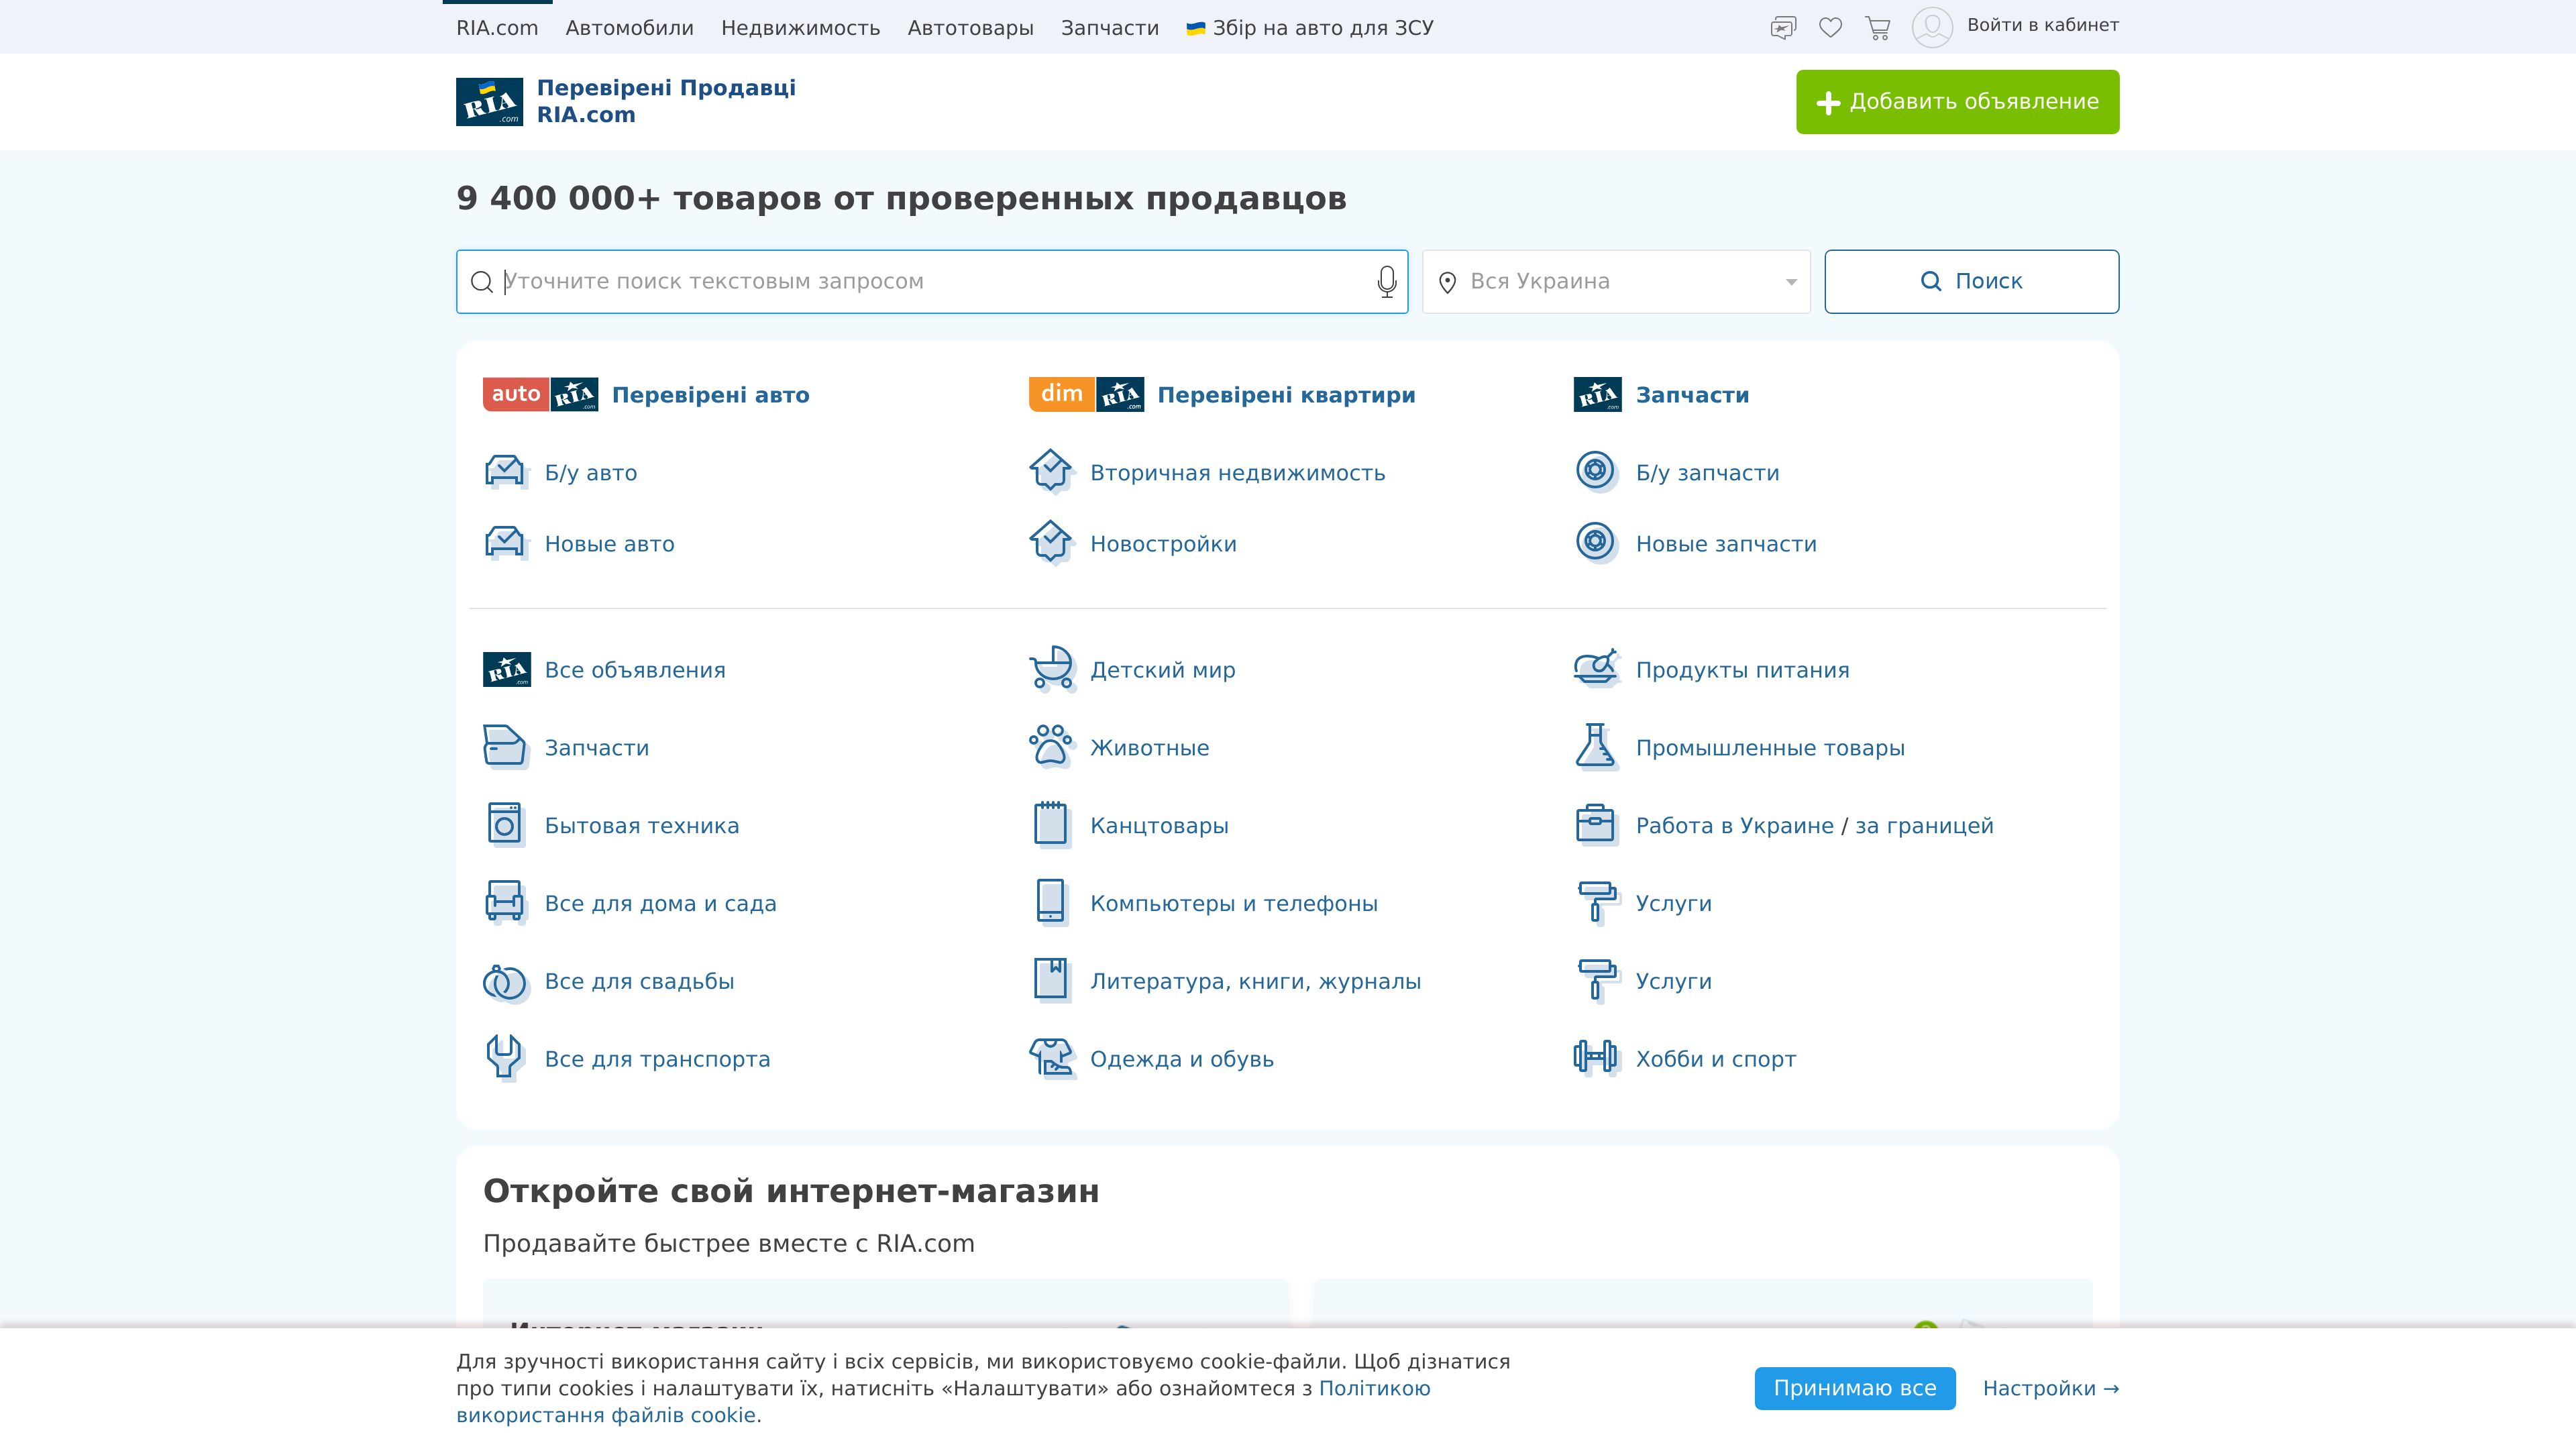 RIA.com Автомобили Недвижимость Автотовары Запчасти Збір на авто для ЗСУ Войти в кабинет
RIA .com Перевірені Продавці
RIA.com
Добавить объявление
9 400 000+ товаров от проверенных продавцов
Уточните поиск текстовым запросом Вся Украина Поиск
auto RIA .com Перевірені авто
dim RIA .com Перевірені квартири
RIA .com Запчасти
Б/у авто Вторичная недвижимость Б/у запчасти
Новые авто Новостройки Новые запчасти
RIA .com Все объявления Детский мир Продукты питания
Запчасти Животные Промышленные товары
Бытовая техника Канцтовары Работа в Украине / за границей
Все для дома и сада Компьютеры и телефоны Услуги
Все для свадьбы Литература, книги, журналы Услуги
Все для транспорта Одежда и обувь Хобби и спорт
Откройте свой интернет-магазин
Продавайте быстрее вместе с RIA.com
Для зручності використання сайту і всіх сервісів, ми використовуємо cookie-файли. Щоб дізнатися
про типи cookies і налаштувати їх, натисніть «Налаштувати» або ознайомтеся з Політикою
використання файлів cookie.
Принимаю все Настройки →